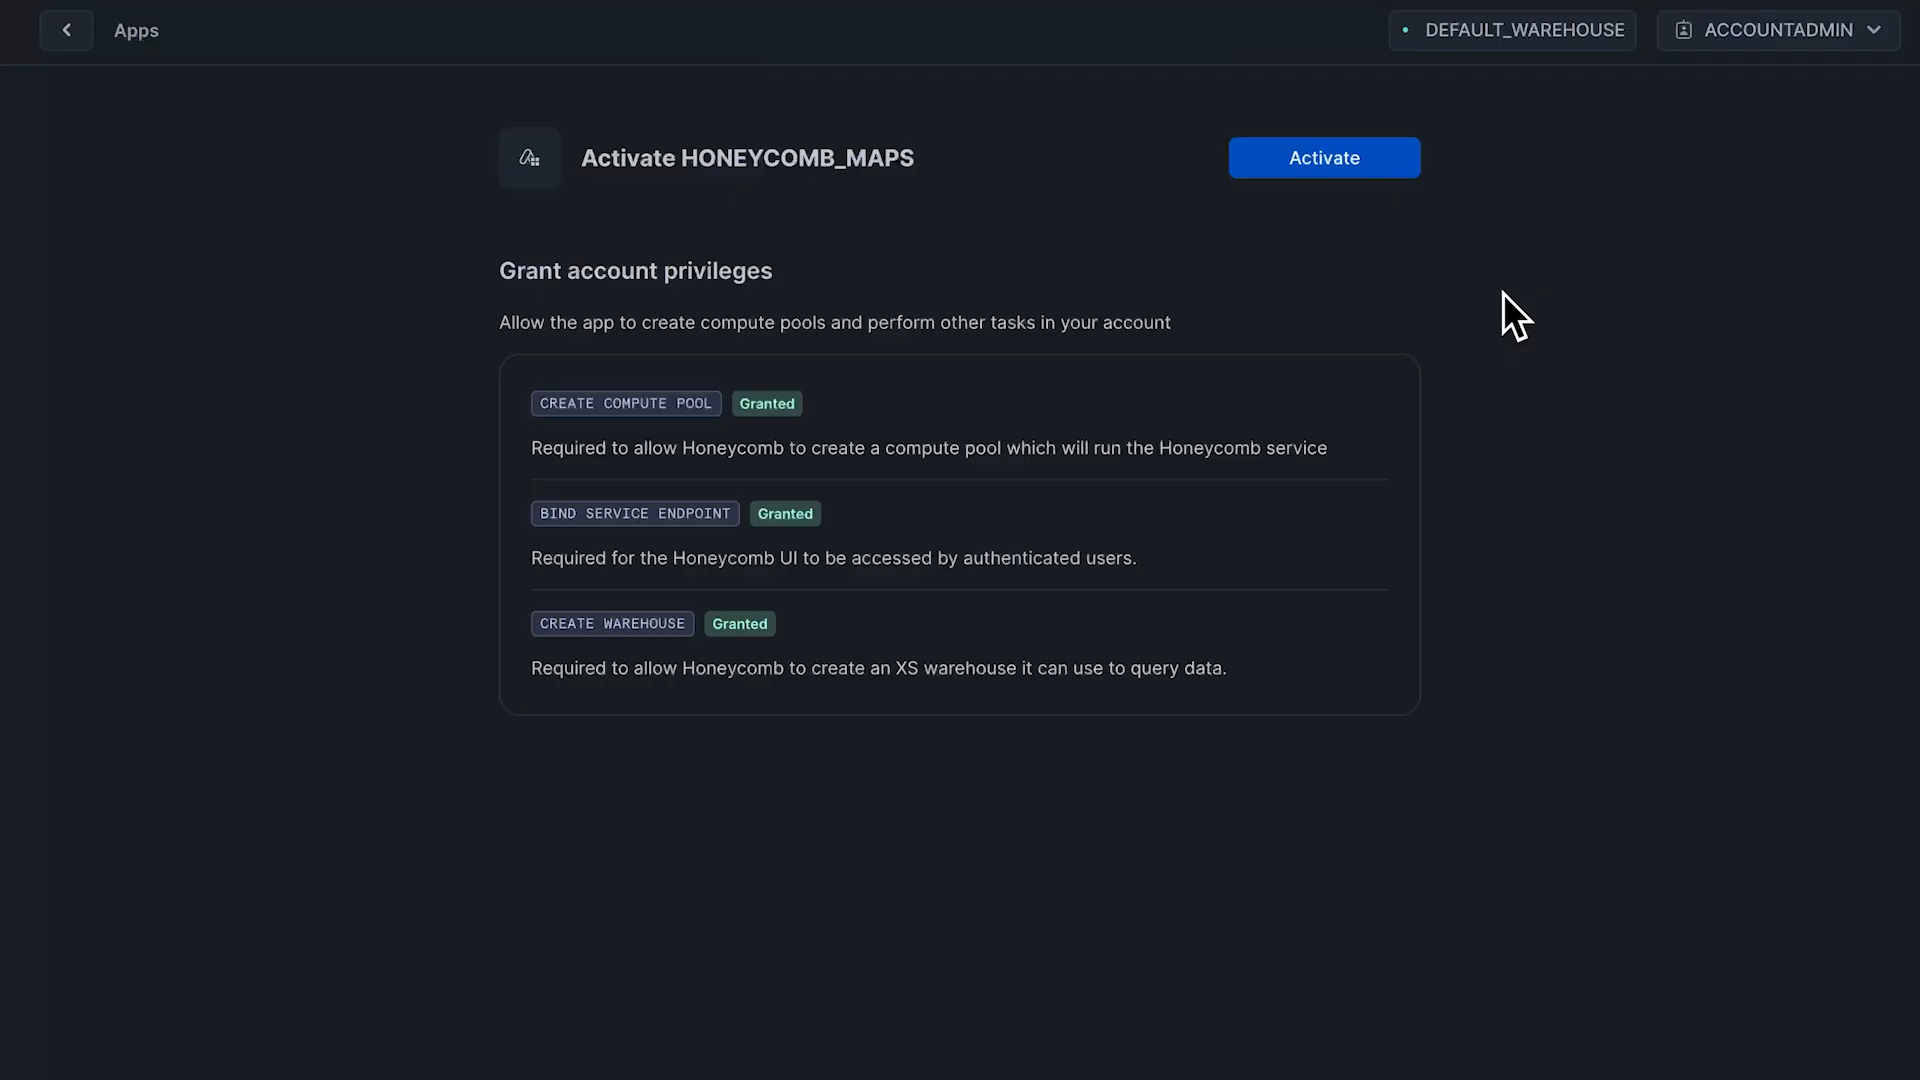 Apps
DEFAULT_WAREHOUSE
ACCOUNTADMIN
Activate HONEYCOMB_MAPS
Activate
Grant account privileges
Allow the app to create compute pools and perform other tasks in your account
CREATE COMPUTE POOL Granted
Required to allow Honeycomb to create a compute pool which will run the Honeycomb service
BIND SERVICE ENDPOINT Granted
Required for the Honeycomb UI to be accessed by authenticated users.
CREATE WAREHOUSE Granted
Required to allow Honeycomb to create an XS warehouse it can use to query data.